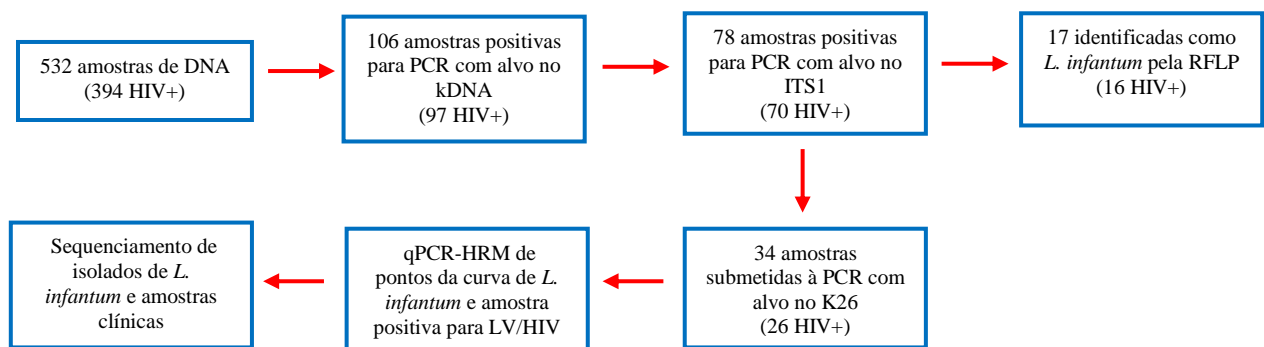 532 amostras de DNA
(394 HIV+)
106 amostras positivas
para PCR com alvo no
kDNA
(97 HIV+)
78 amostras positivas
para PCR com alvo no
ITS1
(70 HIV+)
17 identificadas como
L. infantum pela RFLP
(16 HIV+)
34 amostras
submetidas à PCR com
alvo no K26
(26 HIV+)
qPCR-HRM de
pontos da curva de L.
infantum e amostra
positiva para LV/HIV
Sequenciamento de
isolados de L.
infantum e amostras
clínicas